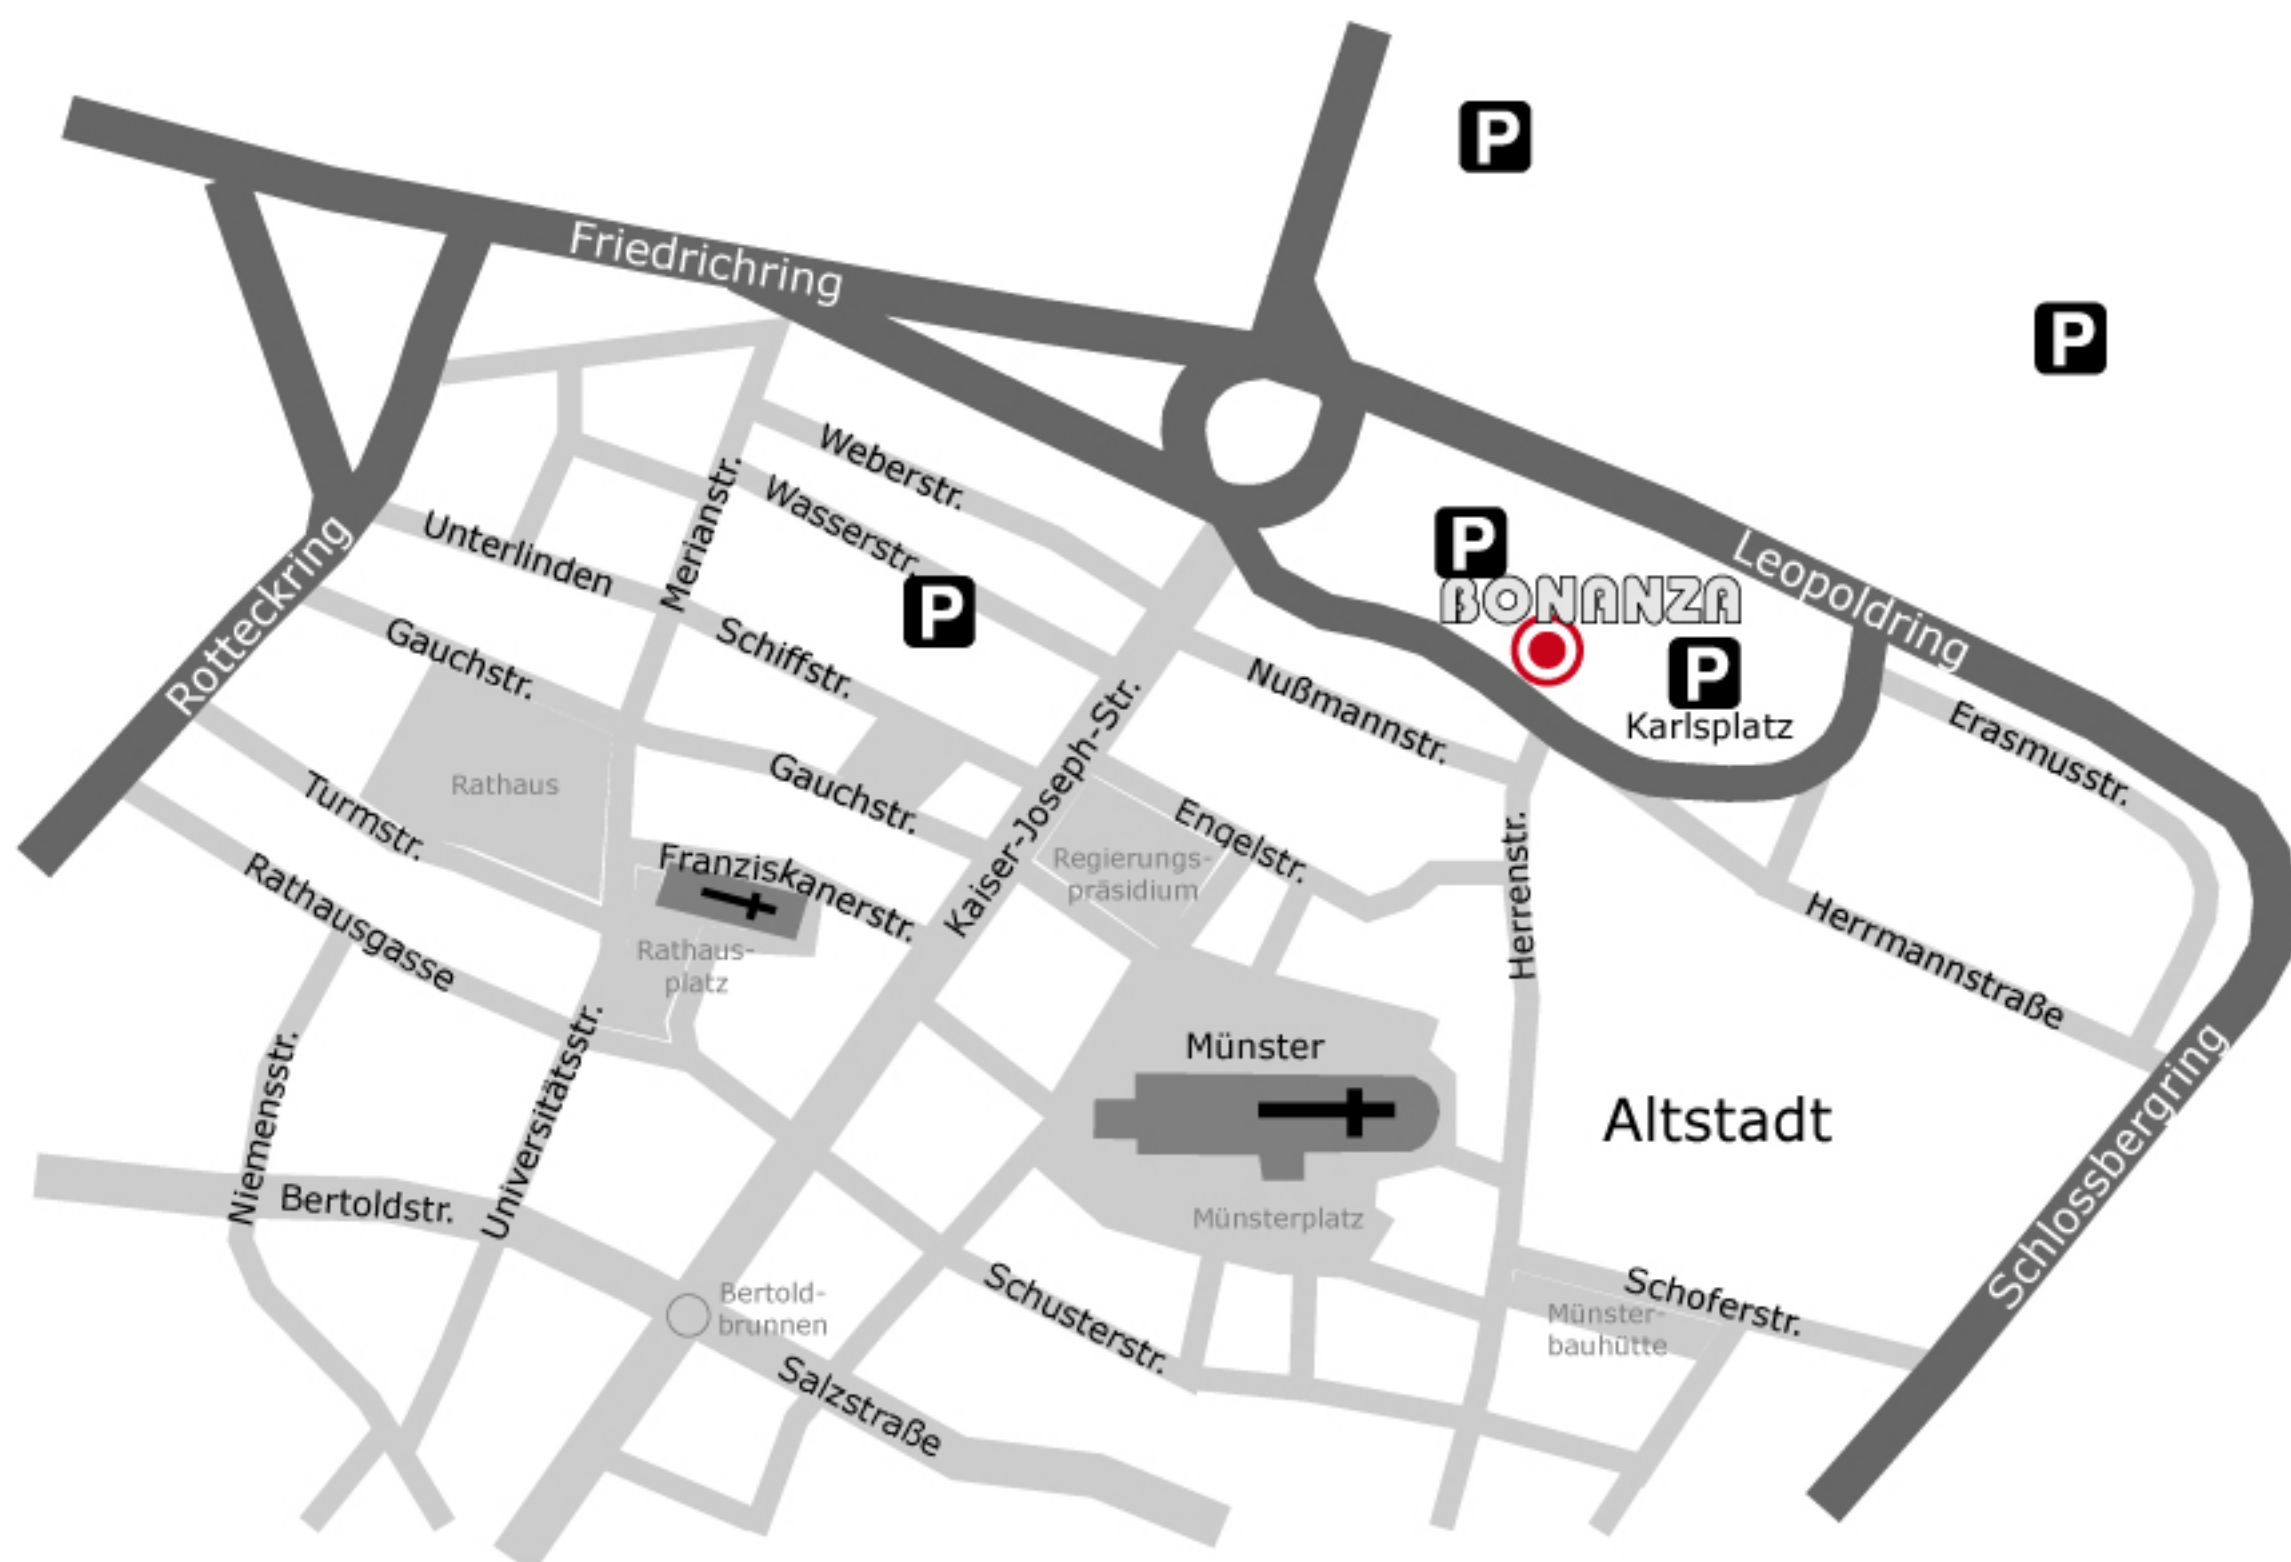 P
P
Friedrichring
Weberstr.
Wasserstr.
Merianstr.
Unterlinden
Rotteckring
P
BONANZA
Leopoldring
P
P
Karlsplatz
Gauchstr.
Schiffstr.
Nußmannstr.
Erasmusstr.
Kaiser-Joseph-Str.
Rathaus
Gauchstr.
Turmstr.
Engelstr.
Herrenstr.
Franziskanerstr.
Regierungs-
präsidium
Rathausgasse
Rathaus-
platz
Herrmannstraße
Niemensstr.
Universitätsstr.
Münster
Altstadt
Schlossbergring
Bertoldstr.
Münsterplatz
Bertold-
brunnen
Schusterstr.
Schoferstr.
Münster-
bauhütte
Salzstraße